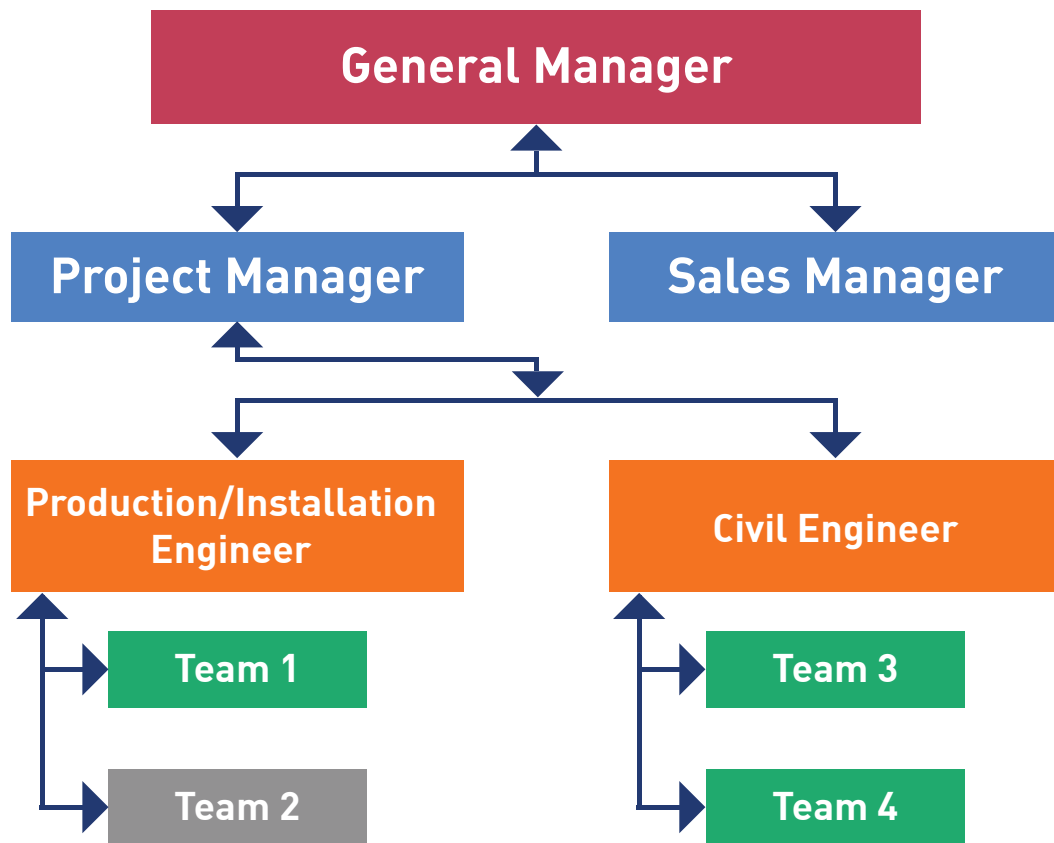 General Manager
Project Manager
Sales Manager
Production/Installation
Engineer
Civil Engineer
Team 1
Team 3
Team 2
Team 4